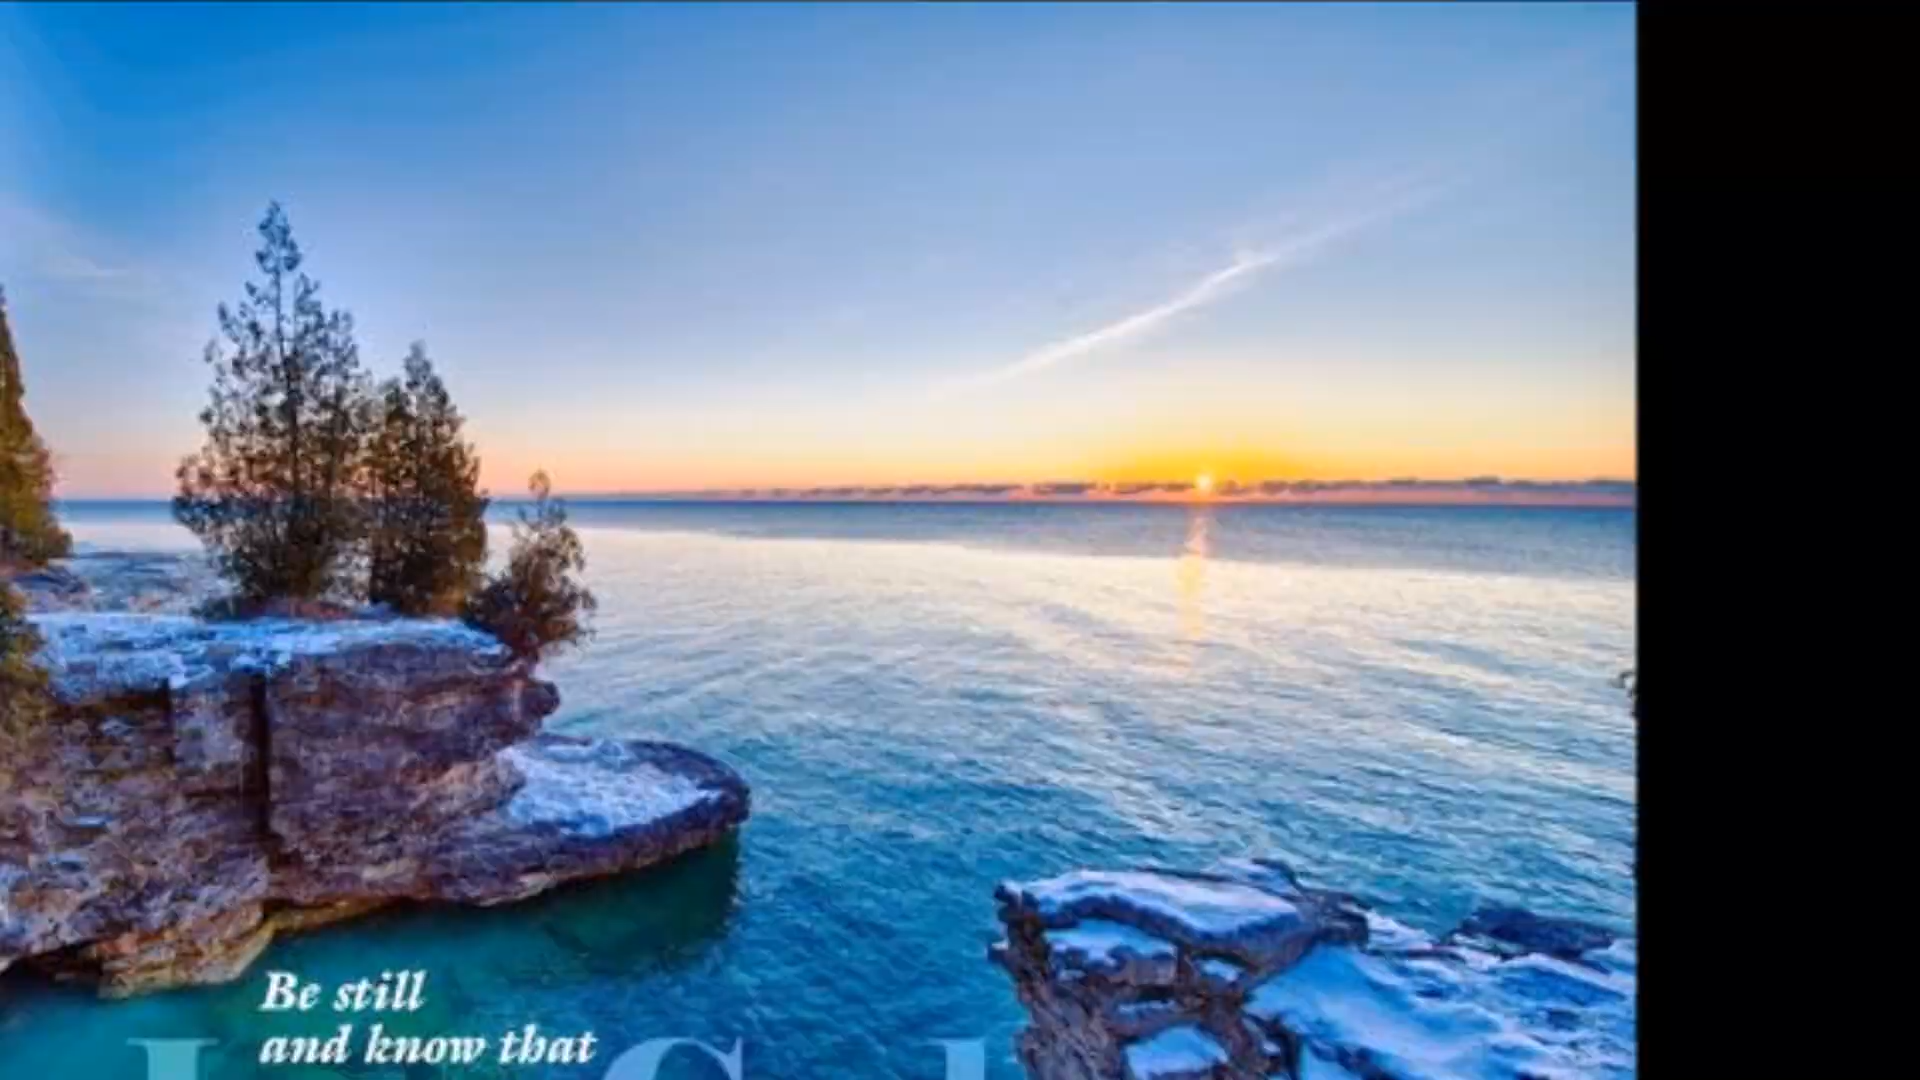 Be still
and know that